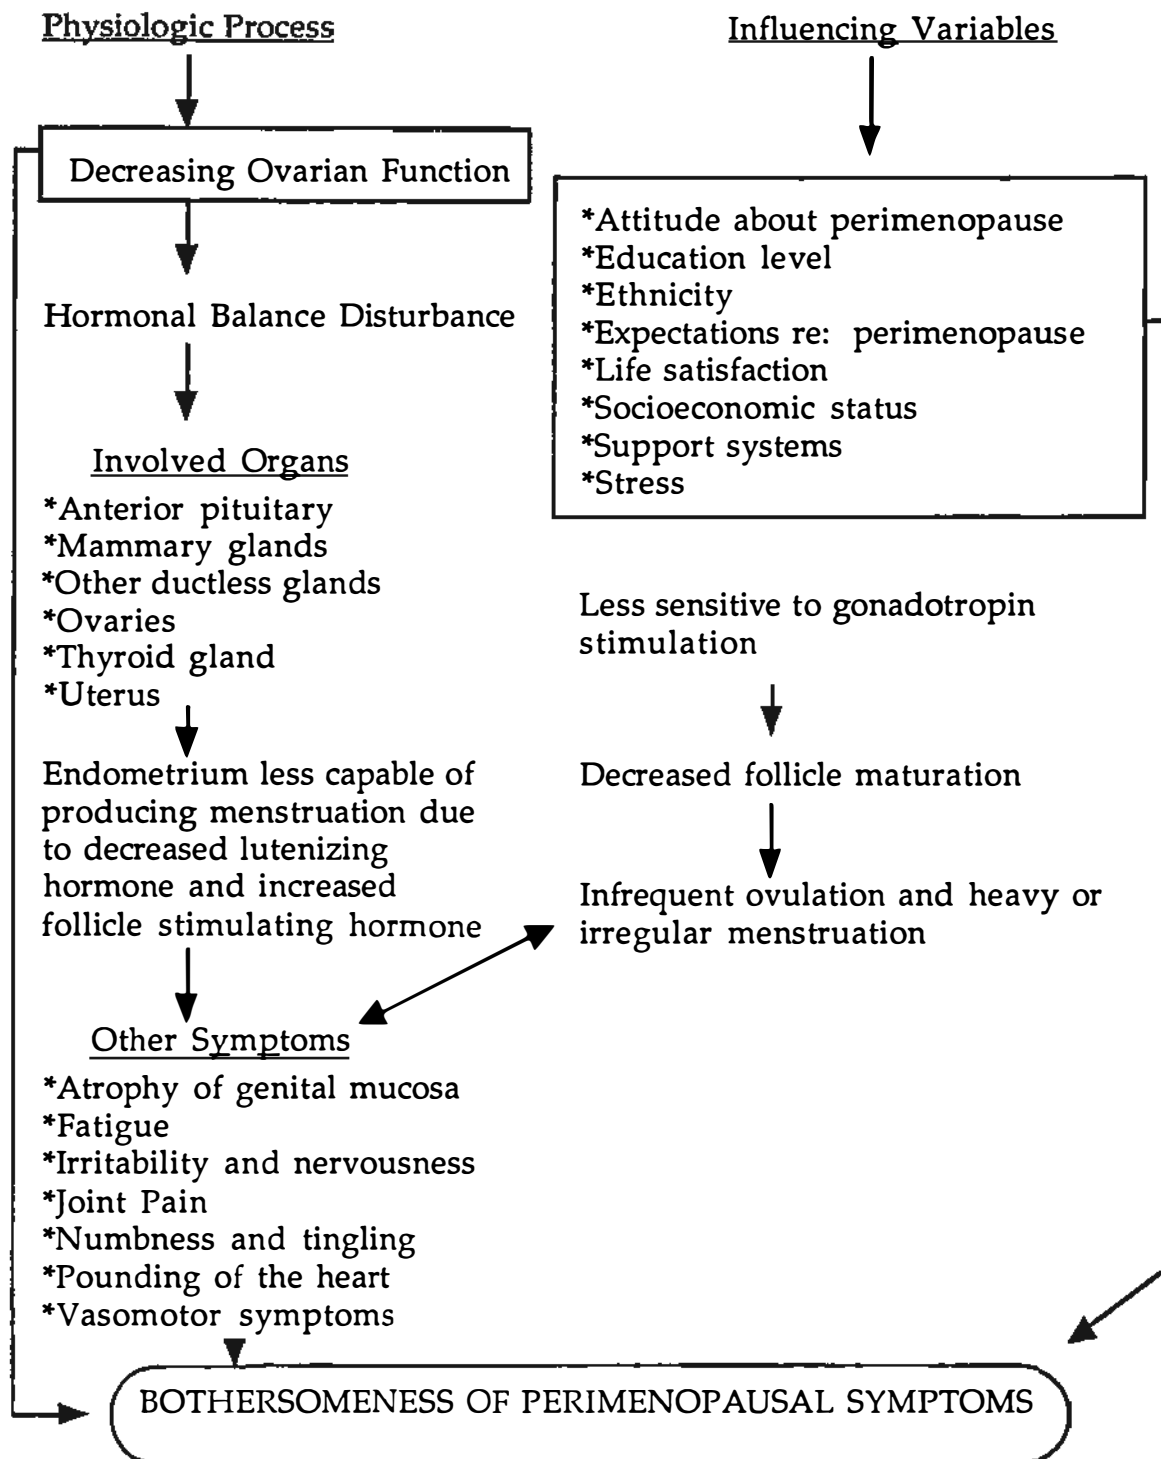 Physiologic Process
Decreasing Ovarian Function
Hormonal Balance Disturbance
Involved Organs
*Anterior pituitary
*Mammary glands
*Other ductless glands
*Ovaries
*Thyroid gland
*Uterus
Endometrium less capable of
producing menstruation due
to decreased lutenizing
hormone and increased
follicle stimulating hormone
Other Symptoms
*Atrophy of genital mucosa
*Fatigue
*Irritability and nervousness
*Joint Pain
*Numbness and tingling
*Pounding of the heart
*Vasomotor symptoms
Influencing Variables
*Attitude about perimenopause
*Education level
*Ethnicity
*Expectations re: perimenopause
*Life satisfaction
*Socioeconomic status
*Support systems
*Stress
Less sensitive to gonadotropin
stimulation
Decreased follicle maturation
Infrequent ovulation and heavy or
irregular menstruation
BOTHERSOMENESS OF PERIMENOPAUSAL SYMPTOMS